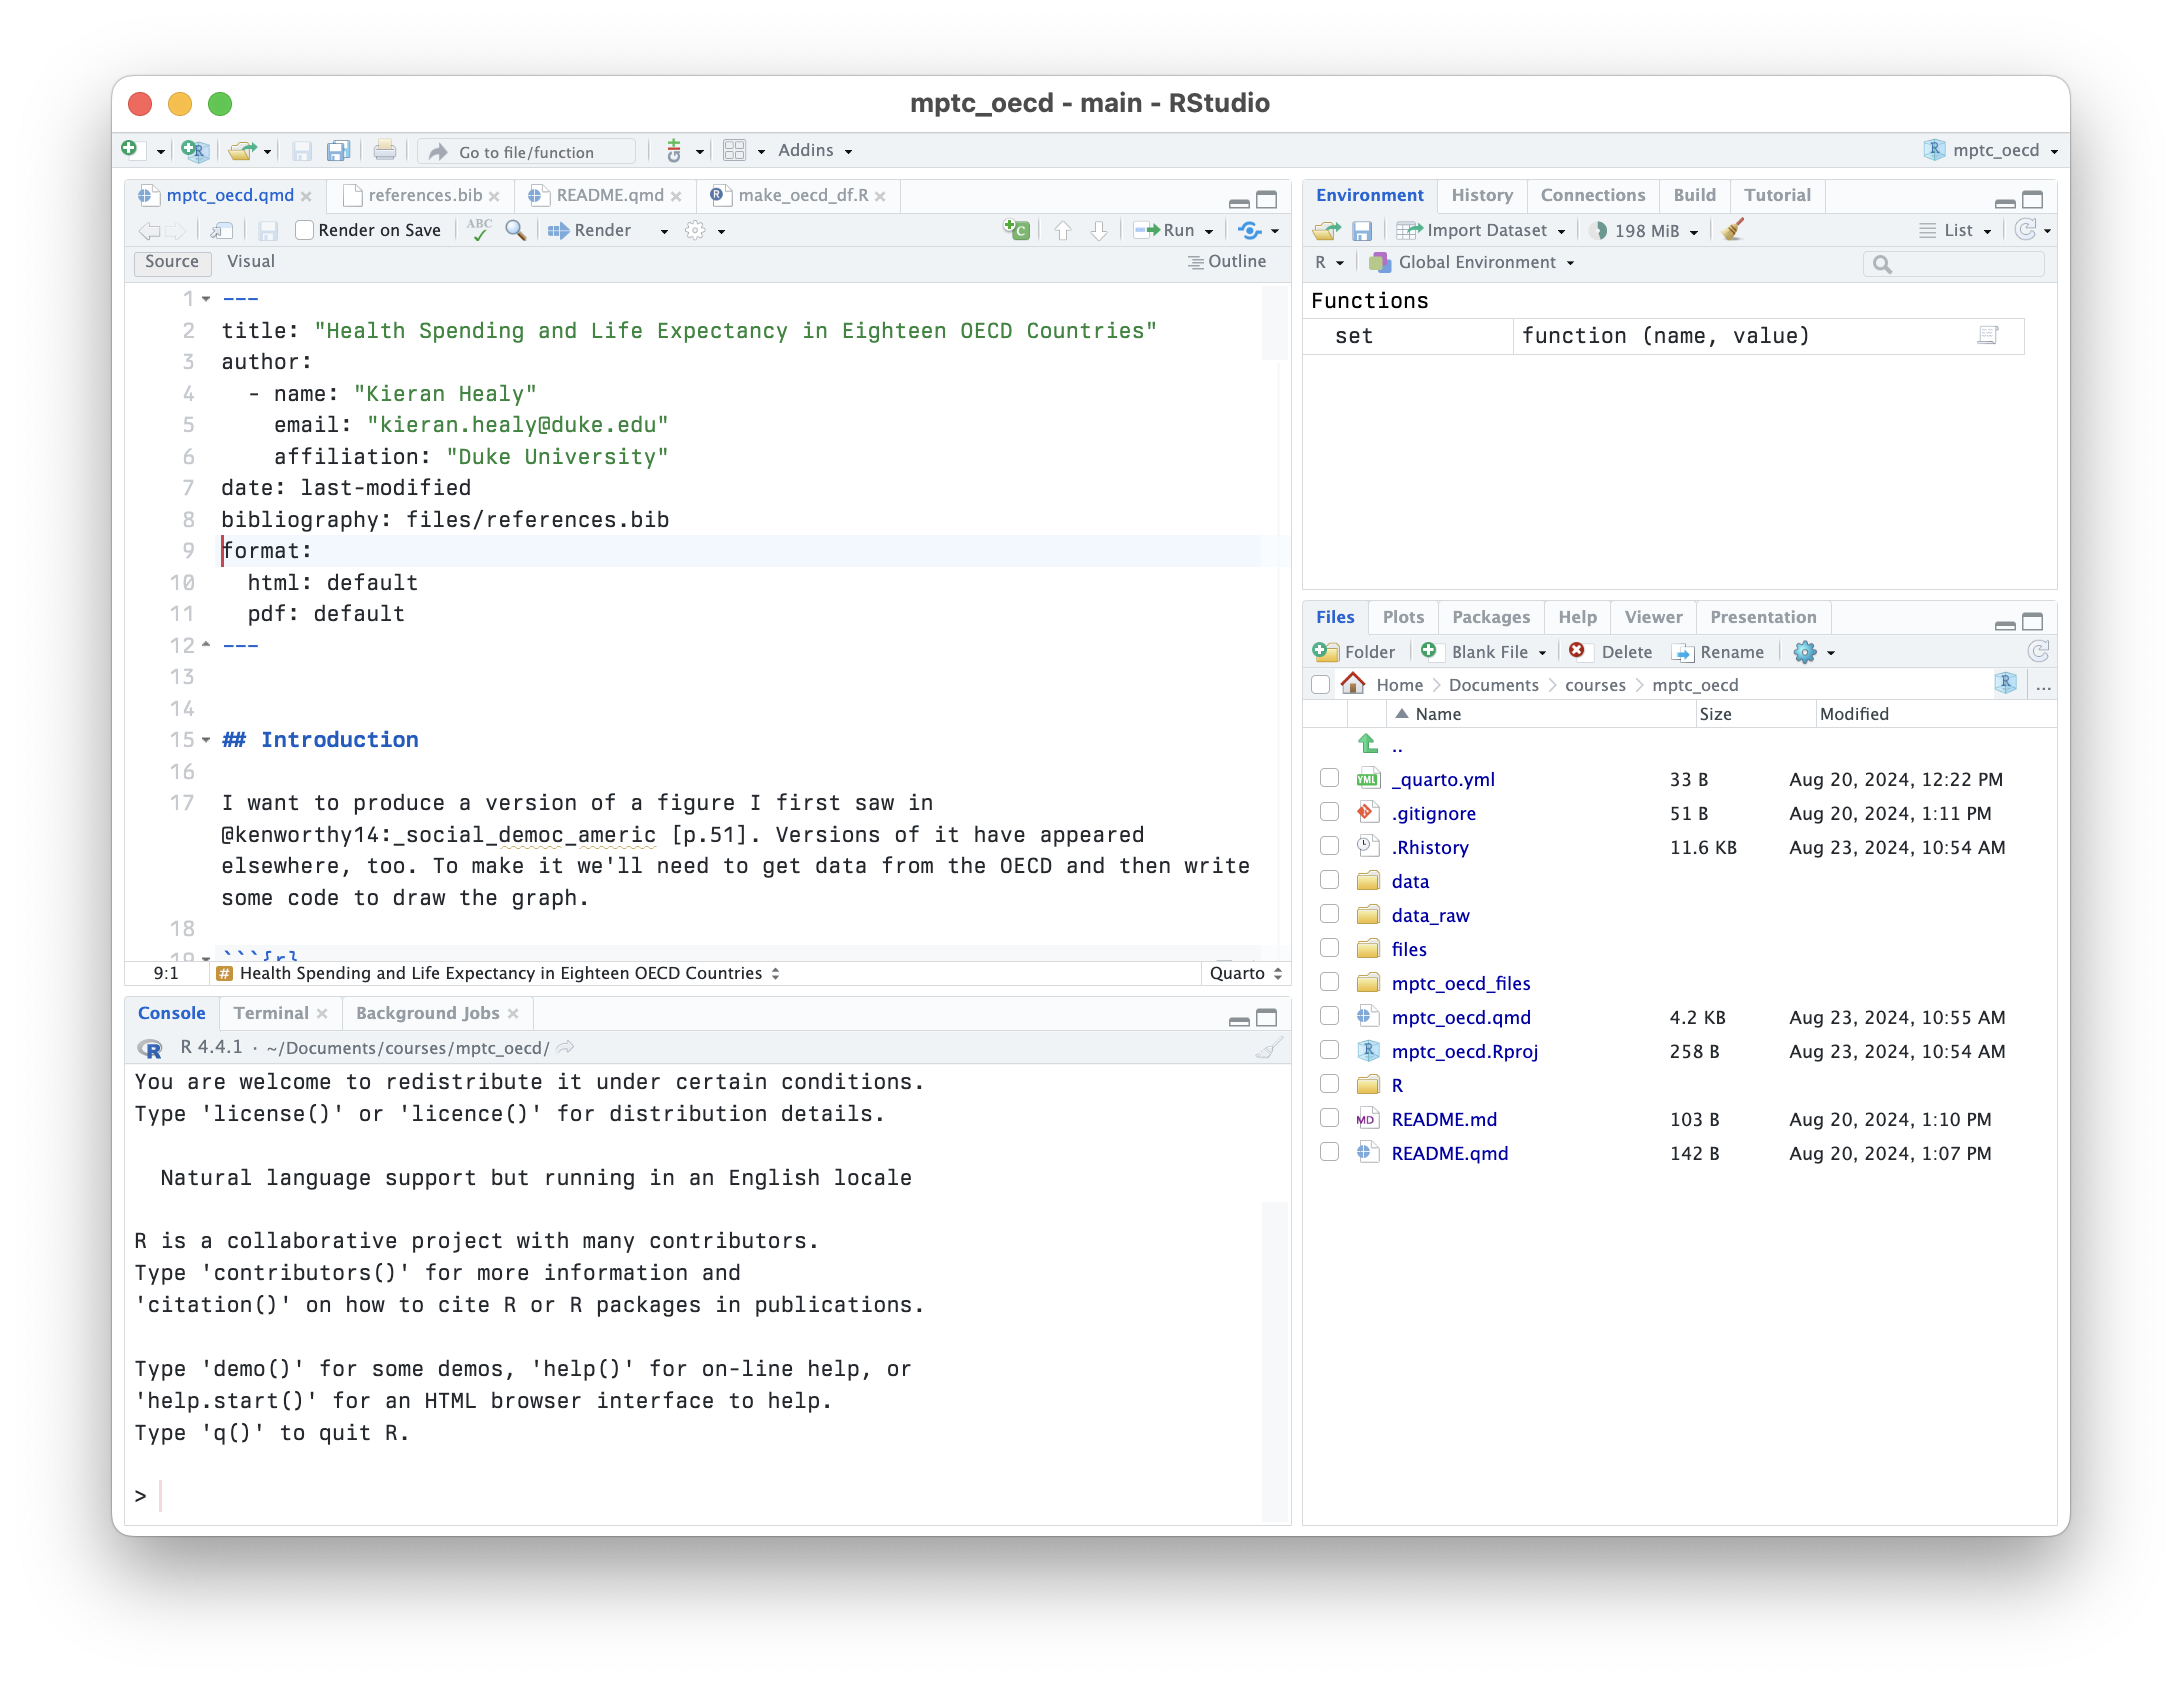 mptc_oecd - main - RStudio
Go to file/function
Addins
mptc_oecd
mptc_oecd.qmd
references.bib
README.qmd
make_oecd_df.R
Render on Save
ABC
Render
Run
Source
Visual
Outline
1 ---
2 title: "Health Spending and Life Expectancy in Eighteen OECD Countries"
3 author:
4 - name: "Kieran Healy"
5 email: "kieran.healy@duke.edu"
6 affiliation: "Duke University"
7 date: last-modified
8 bibliography: files/references.bib
9 format:
10 html: default
11 pdf: default
12 ---
13
14
15 ## Introduction
16
17 I want to produce a version of a figure I first saw in
@kenworthy14:_social_democ_americ [p.51]. Versions of it have appeared
elsewhere, too. To make it we'll need to get data from the OECD and then write
some code to draw the graph.
18
19 ```{r}
9:1 # Health Spending and Life Expectancy in Eighteen OECD Countries Quarto
Console
Terminal
Background Jobs
R R 4.4.1 · ~/Documents/courses/mptc_oecd/
You are welcome to redistribute it under certain conditions.
Type 'license()' or 'licence()' for distribution details.
Natural language support but running in an English locale
R is a collaborative project with many contributors.
Type 'contributors()' for more information and
'citation()' on how to cite R or R packages in publications.
Type 'demo()' for some demos, 'help()' for on-line help, or
'help.start()' for an HTML browser interface to help.
Type 'q()' to quit R.
>
Environment
History
Connections
Build
Tutorial
Import Dataset
198 MiB
List
R
Global Environment
Functions
set function (name, value)
Files
Plots
Packages
Help
Viewer
Presentation
Folder
Blank File
Delete
Rename
Home
Documents
courses
mptc_oecd
...
Name Size Modified
..
YML _quarto.yml 33 B Aug 20, 2024, 12:22 PM
.gitignore 51 B Aug 20, 2024, 1:11 PM
.Rhistory 11.6 KB Aug 23, 2024, 10:54 AM
data
data_raw
files
mptc_oecd_files
mptc_oecd.qmd 4.2 KB Aug 23, 2024, 10:55 AM
mptc_oecd.Rproj 258 B Aug 23, 2024, 10:54 AM
R
MD README.md 103 B Aug 20, 2024, 1:10 PM
README.qmd 142 B Aug 20, 2024, 1:07 PM